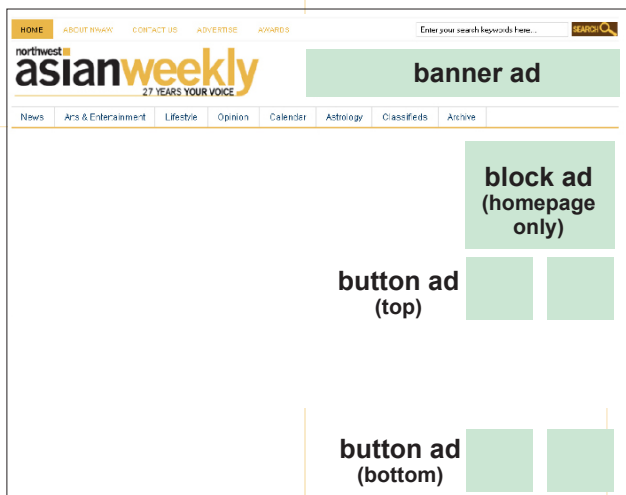 HOME ABOUT NWAW CONTACT US ADVERTISE AWARDS Enter your search keywords here... SEARCH
northwest
asianweekly
27 YEARS YOUR VOICE
banner ad
News Arts & Entertainment Lifestyle Opinion Calendar Astrology Classifieds Archive
block ad
(homepage
only)
button ad
(top)
button ad
(bottom)